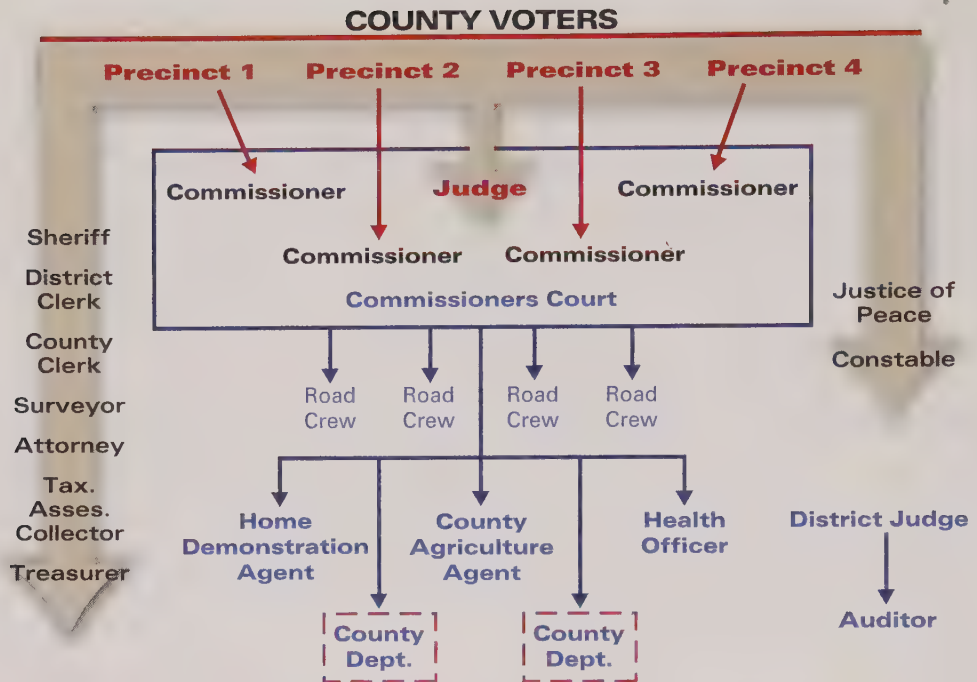 COUNTY VOTERS
Precinct 1 Precinct 2 Precinct 3 Precinct 4
Commissioner Judge Commissioner
Commissioner Commissioner
Commissioners Court
Sheriff
District
Clerk
County
Clerk
Surveyor
Attorney
Tax.
Asses.
Collector
Treasurer
Justice of
Peace
Constable
Road
Crew
Road
Crew
Road
Crew
Road
Crew
Home
Demonstration
Agent
County
Agriculture
Agent
Health
Officer
District Judge
Auditor
County
Dept.
County
Dept.